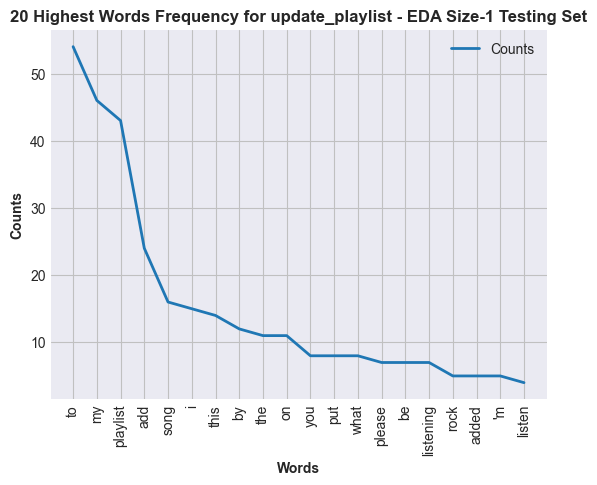 20 Highest Words Frequency for update_playlist - EDA Size-1 Testing Set
Counts
50
40
30
20
10
Counts
to
my
playlist
add
song
i
this
by
the
on
you
put
what
please
be
listening
rock
added
'm
listen
Words